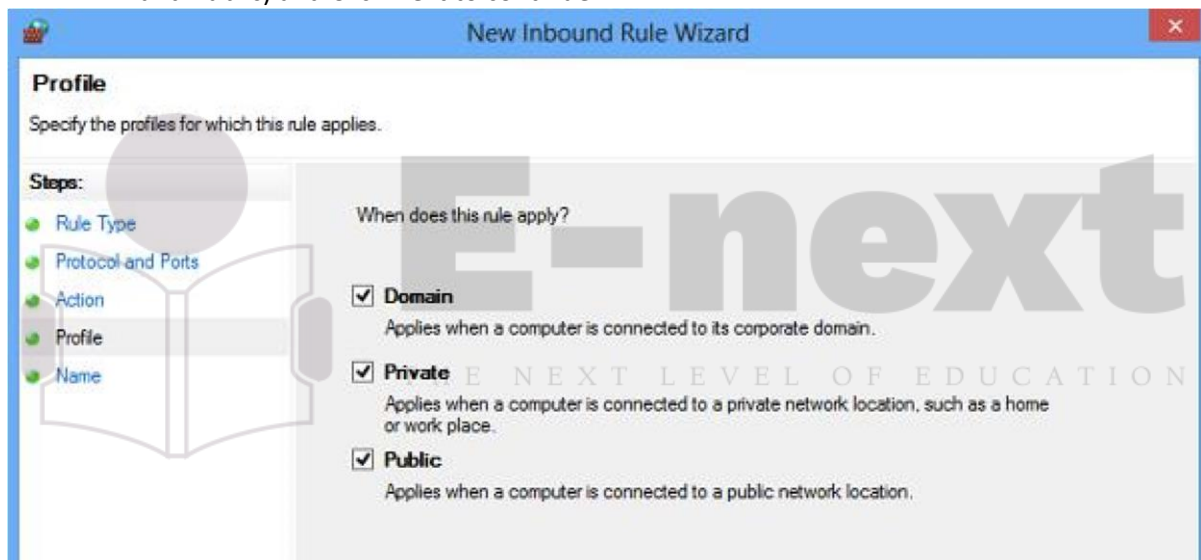 New Inbound Rule Wizard
Profile
Specify the profiles for which this rule applies.
Steps:
Rule Type
Protocol and Ports
Action
Profile
Name
When does this rule apply?
Domain
Applies when a computer is connected to its corporate domain.
Private
Applies when a computer is connected to a private network location, such as a home
or work place.
Public
Applies when a computer is connected to a public network location.
E-next
THE NEXT LEVEL OF EDUCATION